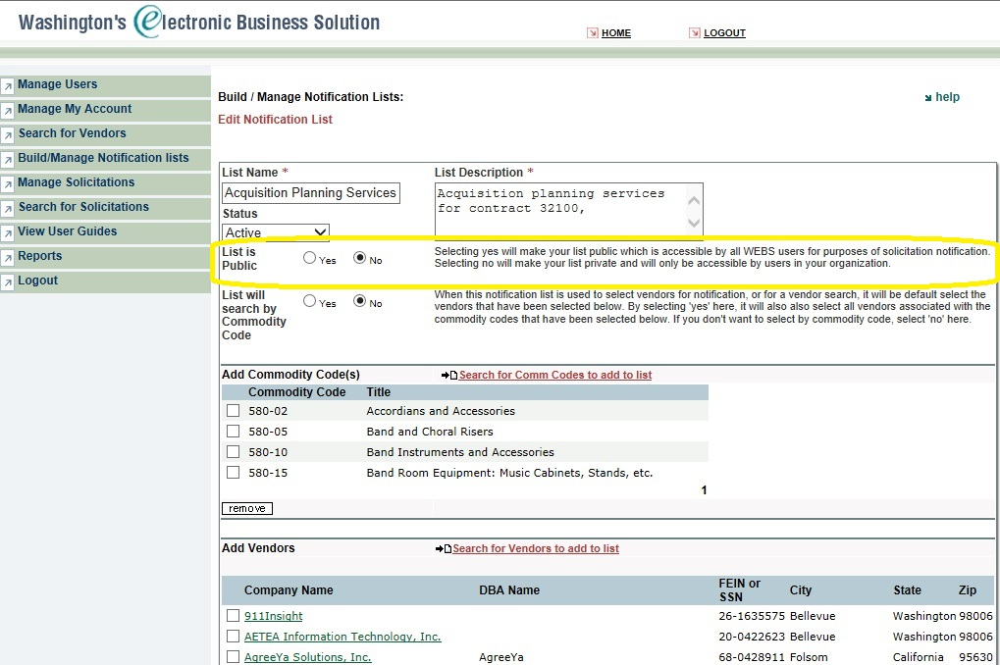 Washington's electronic Business Solution
HOME LOGOUT
Manage Users
Manage My Account
Search for Vendors
Build/Manage Notification lists
Manage Solicitations
Search for Solicitations
View User Guides
Reports
Logout
Build / Manage Notification Lists:
help
Edit Notification List
List Name * List Description *
Acquisition Planning Services
Acquisition planning services
for contract 32100,
Status
Active
List is
Public
Yes No
Selecting yes will make your list public which is accessible by all WEBS users for purposes of solicitation notification.
Selecting no will make your list private and will only be accessible by users in your organization.
List will
search by
Commodity
Code
Yes No
When this notification list is used to select vendors for notification, or for a vendor search, it will be default select the
vendors that have been selected below. By selecting 'yes' here, it will also also select all vendors associated with the
commodity codes that have been selected below. If you don't want to select by commodity code, select 'no' here.
Add Commodity Code(s) Search for Comm Codes to add to list
Commodity Code Title
580-02 Accordians and Accessories
580-05 Band and Choral Risers
580-10 Band Instruments and Accessories
580-15 Band Room Equipment: Music Cabinets, Stands, etc.
1
remove
Add Vendors Search for Vendors to add to list
Company Name DBA Name FEIN or SSN City State Zip
911Insight 26-1635575 Bellevue Washington 98006
AETEA Information Technology, Inc. 20-0422623 Bellevue Washington 98006
AgreeYa Solutions, Inc. AgreeYa 68-0428911 Folsom California 95630